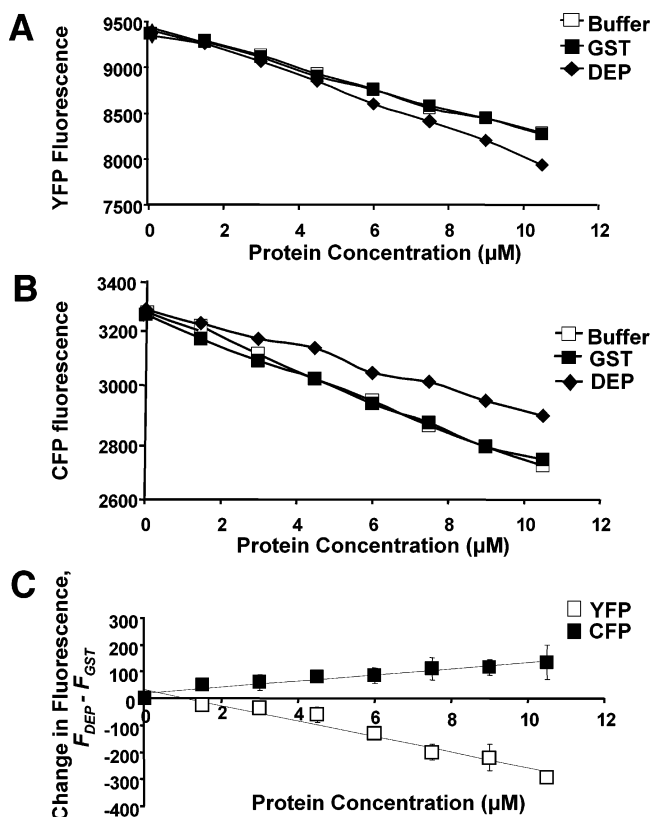 A
YFP Fluorescence
9500
9000
8500
8000
7500
0 2 4 6 8 10 12
Protein Concentration (µM)
Buffer
GST
DEP
B
CFP fluorescence
3400
3200
3000
2800
2600
0 2 4 6 8 10 12
Protein Concentration (µM)
Buffer
GST
DEP
C
Change in Fluorescence,
F_DEP - F_GST
300
200
100
0
-100
-200
-300
-400
0 2 4 6 8 10 12
Protein Concentration (µM)
YFP
CFP